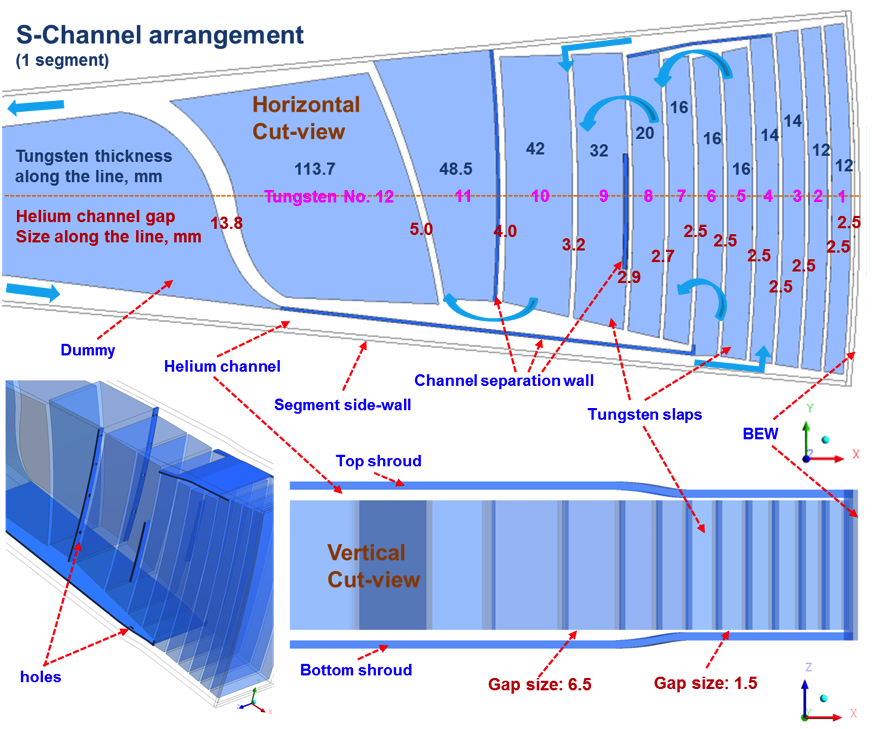 S-Channel arrangement
(1 segment)
Horizontal
Cut-view
Tungsten thickness
along the line, mm
113.7
48.5
42
32
20
16
16
16
14
14
12
12
Tungsten No. 12
11
10
9
8
7
6
5
4
3
2
1
Helium channel gap
Size along the line, mm
13.8
5.0
4.0
3.2
2.9
2.7
2.5
2.5
2.5
2.5
2.5
2.5
2.5
Dummy
Helium channel
Segment side-wall
Channel separation wall
Tungsten slaps
BEW
Y
Z
X
holes
Top shroud
Vertical
Cut-view
Bottom shroud
Gap size: 6.5
Gap size: 1.5
Z
Y
X